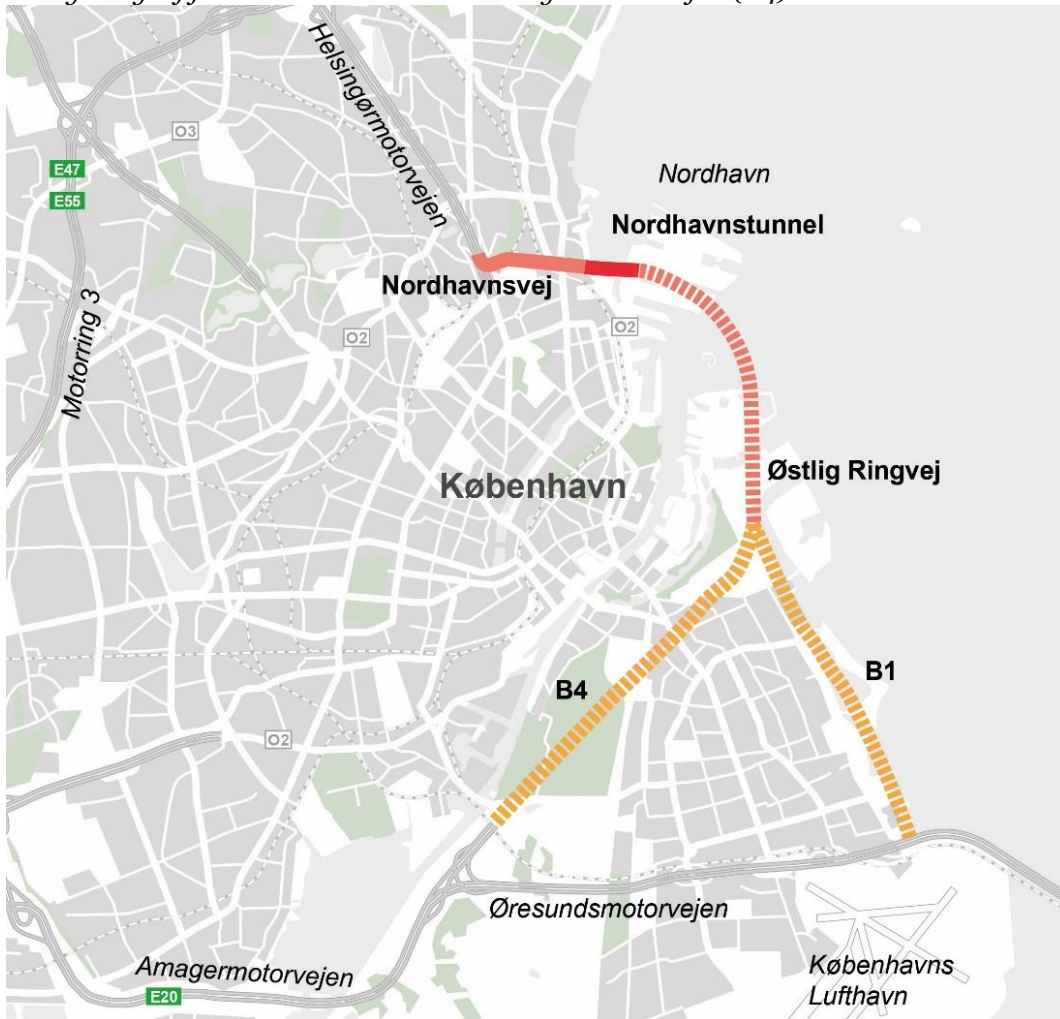 Helsingørmotorvejen
O3
E47
E55
Nordhavn
Nordhavnstunnel
Nordhavnsvej
O2
O2
Motorring 3
København
Østlig Ringvej
B1
B4
O2
Øresundsmotorvejen
Amagermotorvejen
E20
Københavns
Lufthavn